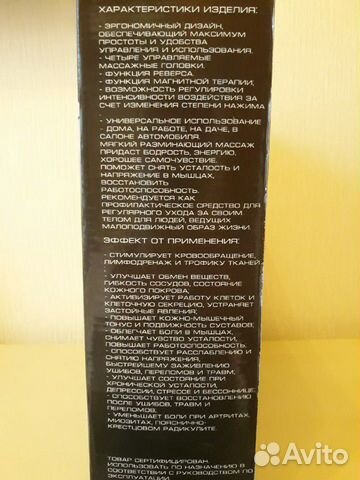 ХАРАКТЕРИСТИКИ ИЗДЕЛИЯ:
- ЭРГОНОМИЧНЫЙ ДИЗАЙН,
ОБЕСПЕЧИВАЮЩИЙ МАКСИМУМ
ПРОСТОТЫ И УДОБСТВА
УПРАВЛЕНИЯ И ИСПОЛЬЗОВАНИЯ.
- ЧЕТЫРЕ УПРАВЛЯЕМЫЕ
МАССАЖНЫЕ ГОЛОВКИ.
- ФУНКЦИЯ РЕВЕРСА.
- ФУНКЦИЯ МАГНИТНОЙ ТЕРАПИИ.
- ВОЗМОЖНОСТЬ РЕГУЛИРОВКИ
ИНТЕНСИВНОСТИ ВОЗДЕЙСТВИЯ ЗА
СЧЕТ ИЗМЕНЕНИЯ СТЕПЕНИ НАЖИМА
- УНИВЕРСАЛЬНОЕ ИСПОЛЬЗОВАНИЕ
- ДОМА, НА РАБОТЕ, НА ДАЧЕ, В
САЛОНЕ АВТОМОБИЛЯ.
МЯГКИЙ РАЗМИНАЮЩИЙ МАССАЖ
ПРИДАСТ БОДРОСТЬ, ЭНЕРГИЮ,
ХОРОШЕЕ САМОЧУВСТВИЕ.
ПОМОЖЕТ СНЯТЬ УСТАЛОСТЬ И
НАПРЯЖЕНИЕ В МЫШЦАХ,
ВОССТАНОВИТЬ
РАБОТОСПОСОБНОСТЬ.
РЕКОМЕНДУЕТСЯ КАК
ПРОФИЛАКТИЧЕСКОЕ СРЕДСТВО ДЛЯ
РЕГУЛЯРНОГО УХОДА ЗА СВОИМ
ТЕЛОМ ДЛЯ ЛЮДЕЙ, ВЕДУЩИХ
МАЛОПОДВИЖНЫЙ ОБРАЗ ЖИЗНИ.
ЭФФЕКТ ОТ ПРИМЕНЕНИЯ:
- СТИМУЛИРУЕТ КРОВООБРАЩЕНИЕ,
ЛИМФОДРЕНАЖ И ТРОФИКУ ТКАНЕЙ
- УЛУЧШАЕТ ОБМЕН ВЕЩЕСТВ,
ГИБКОСТЬ СОСУДОВ, СОСТОЯНИЕ
КОЖНОГО ПОКРОВА;
- АКТИВИЗИРУЕТ РАБОТУ КЛЕТОК И
КЛЕТОЧНУЮ СЕКРЕЦИЮ, УСТРАНЯЕТ
ЗАСТОЙНЫЕ ЯВЛЕНИЯ;
- ПОВЫШАЕТ КОЖНО-МЫШЕЧНЫЙ
ТОНУС И ПОДВИЖНОСТЬ СУСТАВОВ;
- ОБЛЕГЧАЕТ БОЛИ В МЫШЦАХ,
СНИМАЕТ ЧУВСТВО УСТАЛОСТИ,
ПОВЫШАЕТ РАБОТОСПОСОБНОСТЬ.
- СПОСОБСТВУЕТ РАССЛАБЛЕНИЮ И
СНЯТИЮ НАПРЯЖЕНИЯ,
БЫСТРЕЙШЕМУ ЗАЖИВЛЕНИЮ
УШИБОВ, ПЕРЕЛОМОВ И ТРАВМ;
- УЛУЧШАЕТ СОСТОЯНИЕ ПРИ
ХРОНИЧЕСКОЙ УСТАЛОСТИ,
ДЕПРЕССИИ, СТРЕССЕ И БЕССОННИЦЕ;
- СПОСОБСТВУЕТ ВОССТАНОВЛЕНИЮ
ПОСЛЕ УШИБОВ, ТРАВМ И
ПЕРЕЛОМОВ;
- УМЕНЬШАЕТ БОЛИ ПРИ АРТРИТАХ,
МИОЗИТАХ, ПОЯСНИЧНО-
КРЕСТЦОВОМ РАДИКУЛИТЕ.
ТОВАР СЕРТИФИЦИРОВАН.
ИСПОЛЬЗОВАТЬ ПО НАЗНАЧЕНИЮ В
СООТВЕТСТВИИ С РУКОВОДСТВОМ ПО
ЭКСПЛУАТАЦИИ
Avito